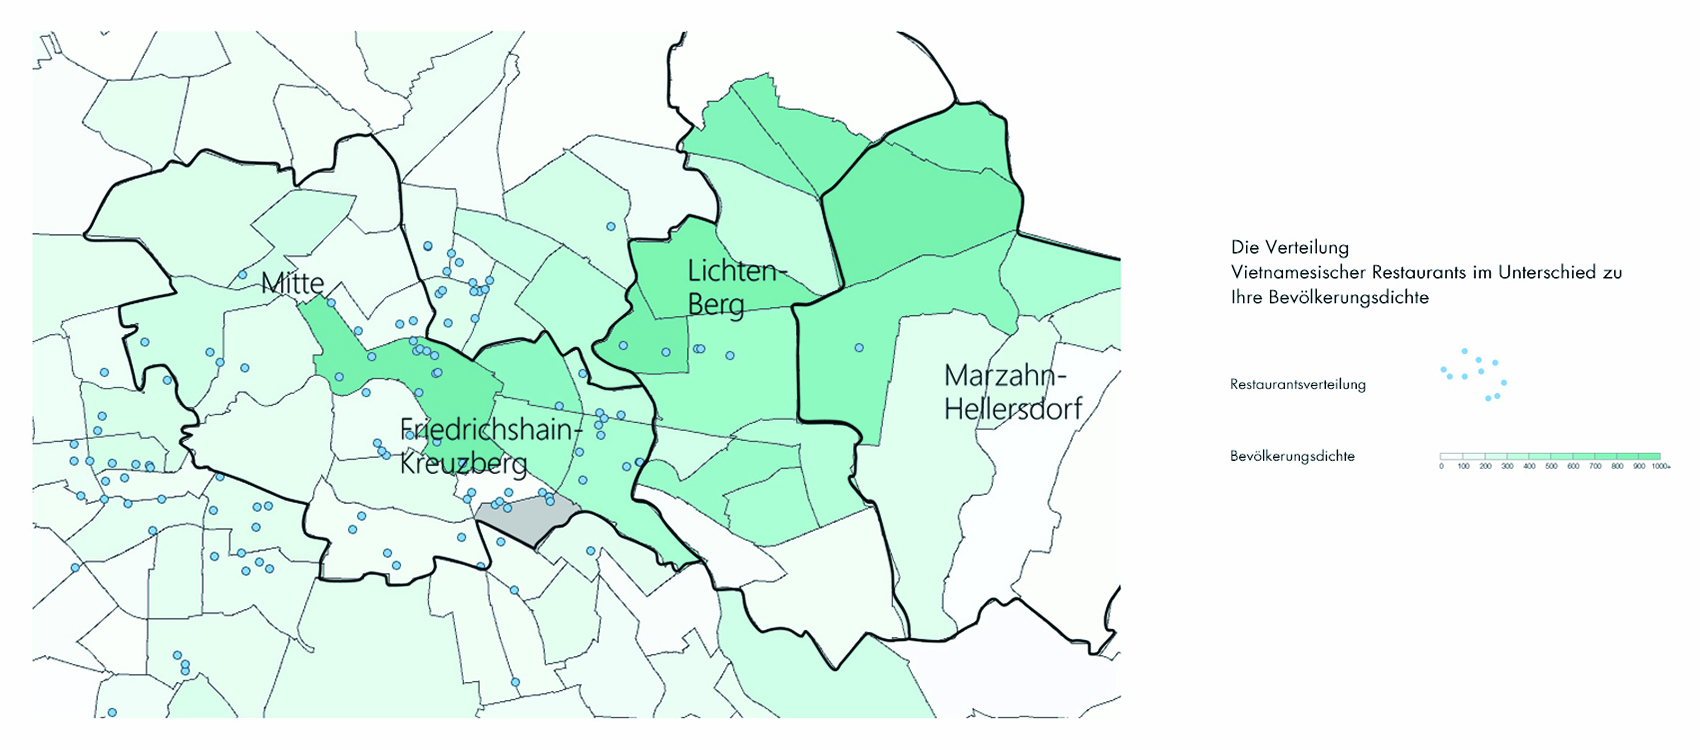 Mitte
Lichten-
Berg
Marzahn-
Hellersdorf
Friedrichshain-
Kreuzberg
Die Verteilung
Vietnamesischer Restaurants im Unterschied zu
Ihre Bevölkerungsdichte
Restaurantsverteilung
Bevölkerungsdichte
0 100 200 300 400 500 600 700 800 900 1000+